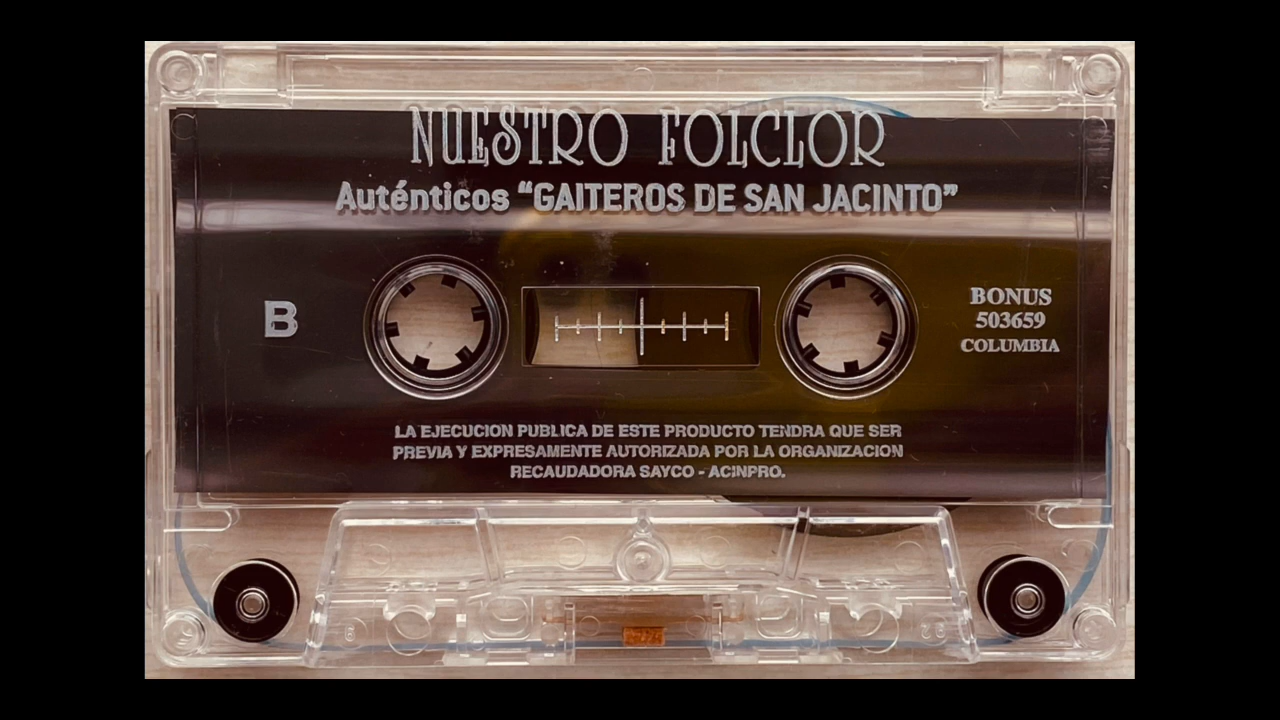 NUESTRO FOLCLOR
Auténticos “GAITEROS DE SAN JACINTO”
B
BONUS
503659
COLUMBIA
LA EJECUCION PUBLICA DE ESTE PRODUCTO TENDRA QUE SER
PREVIA Y EXPRESAMENTE AUTORIZADA POR LA ORGANIZACION
RECAUDADORA SAYCO - ACINPRO.